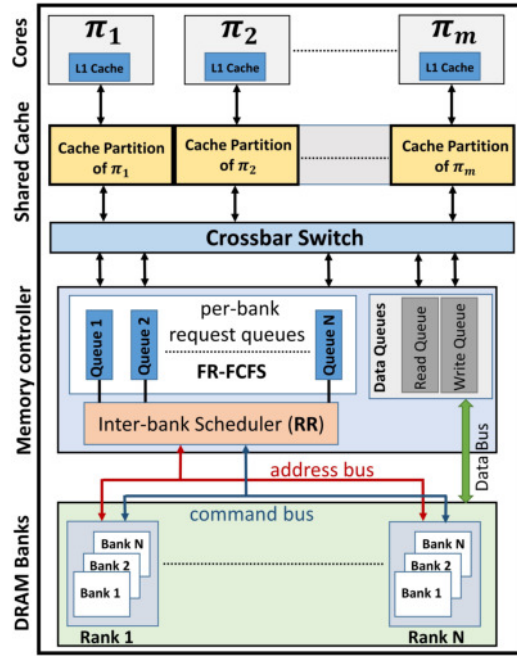 Cores
π1
π2
πm
L1 Cache
L1 Cache
L1 Cache
Shared Cache
Cache Partition
of π1
Cache Partition
of π2
Cache Partition
of πm
Crossbar Switch
Memory controller
Queue 1
Queue 2
per-bank
request queues
FR-FCFS
Queue N
Data Queues
Read Queue
Write Queue
Inter-bank Scheduler (RR)
address bus
command bus
Data Bus
DRAM Banks
Bank N
Bank 2
Bank 1
Rank 1
Bank N
Bank 2
Bank 1
Rank N